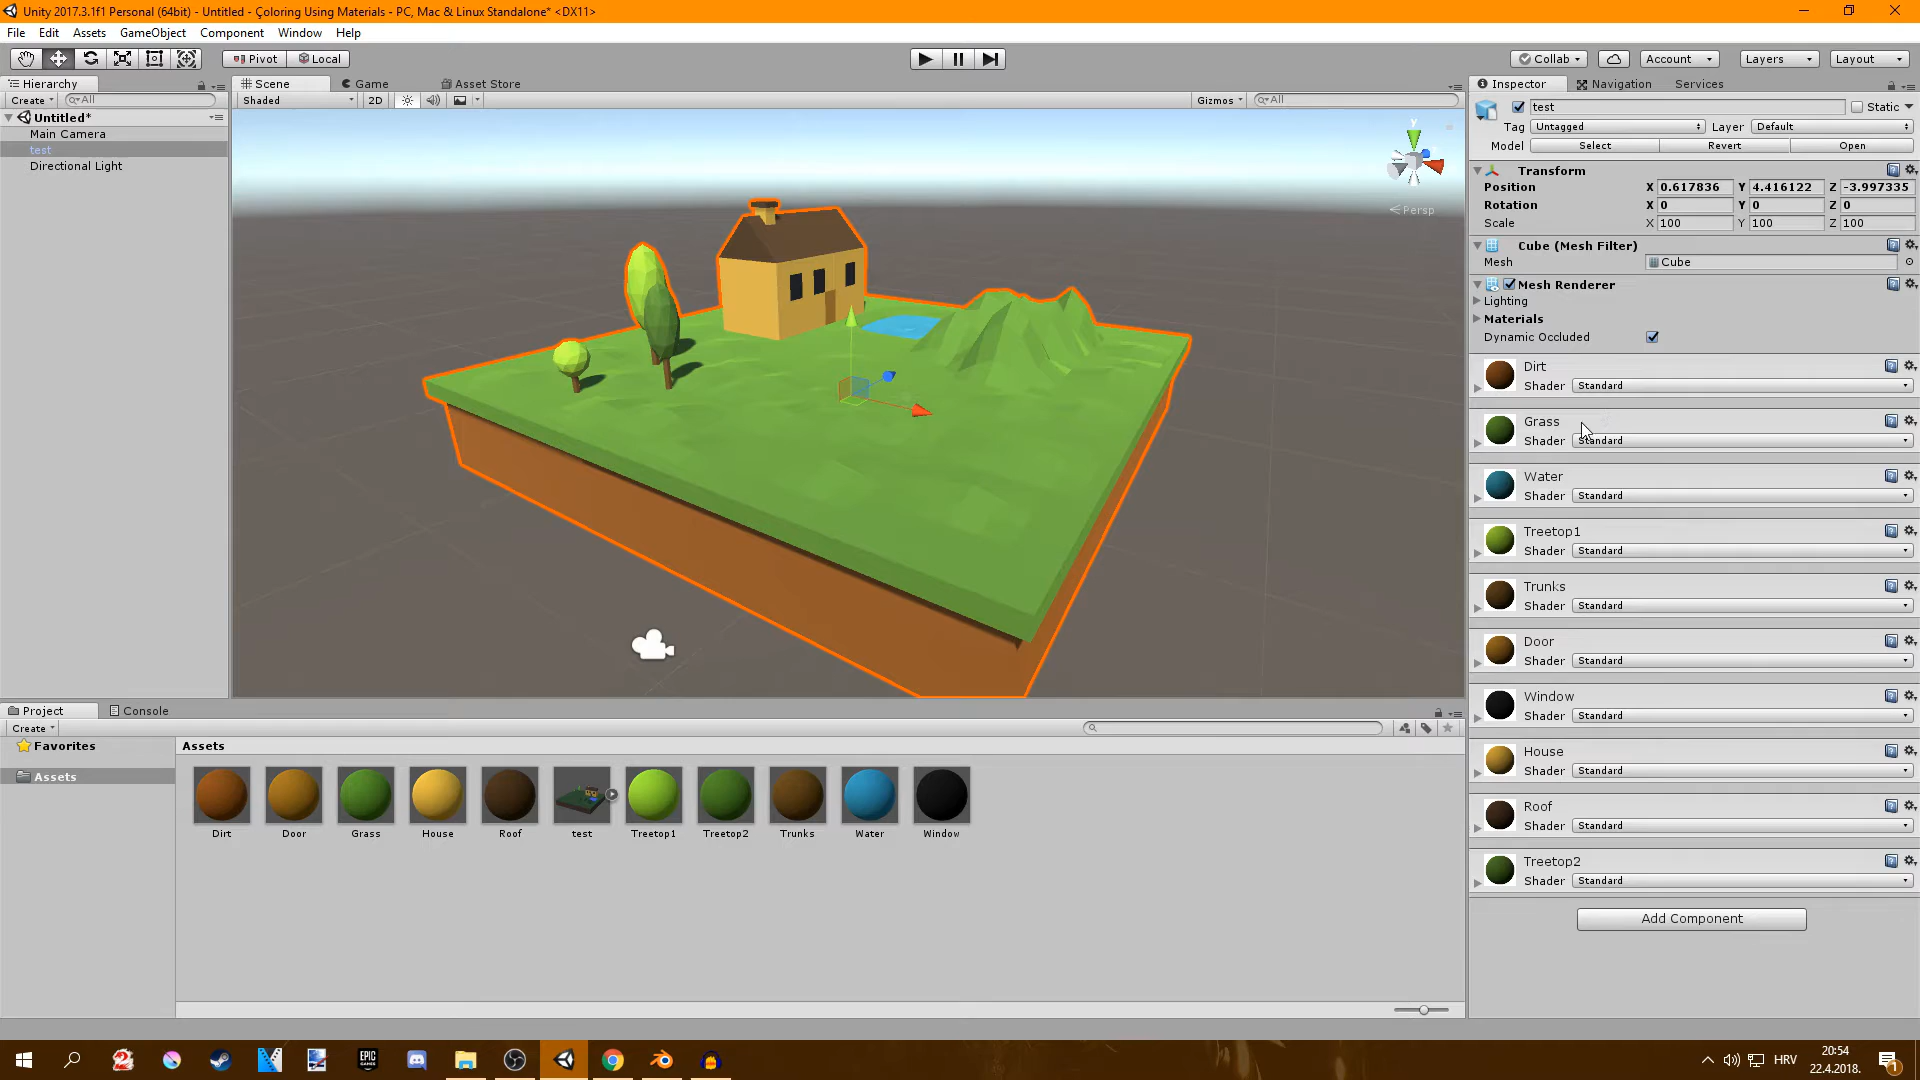 Unity 2017.3.1f1 Personal (64bit) - Untitled - Çoloring Using Materials - PC, Mac & Linux Standalone* <DX11>
File Edit Assets GameObject Component Window Help
Pivot Local Collab Account Layers Layout
Hierarchy
Create All
Untitled*
Main Camera
test
Directional Light
Scene Game Asset Store
Shaded 2D Gizmos All
y
Persp
Inspector Navigation Services
test Static
Tag Untagged Layer Default
Model Select Revert Open
Transform
Position X 0.617836 Y 4.416122 Z -3.997335
Rotation X 0 Y 0 Z 0
Scale X 100 Y 100 Z 100
Cube (Mesh Filter)
Mesh Cube
Mesh Renderer
Lighting
Materials
Dynamic Occluded
Dirt
Shader Standard
Grass
Shader Standard
Water
Shader Standard
Treetop1
Shader Standard
Trunks
Shader Standard
Door
Shader Standard
Window
Shader Standard
House
Shader Standard
Roof
Shader Standard
Treetop2
Shader Standard
Add Component
Project Console
Create
Favorites
Assets
Assets
Dirt Door Grass House Roof test Treetop1 Treetop2 Trunks Water Window
EPIC GAMES
HRV
20:54
22.4.2018.
1